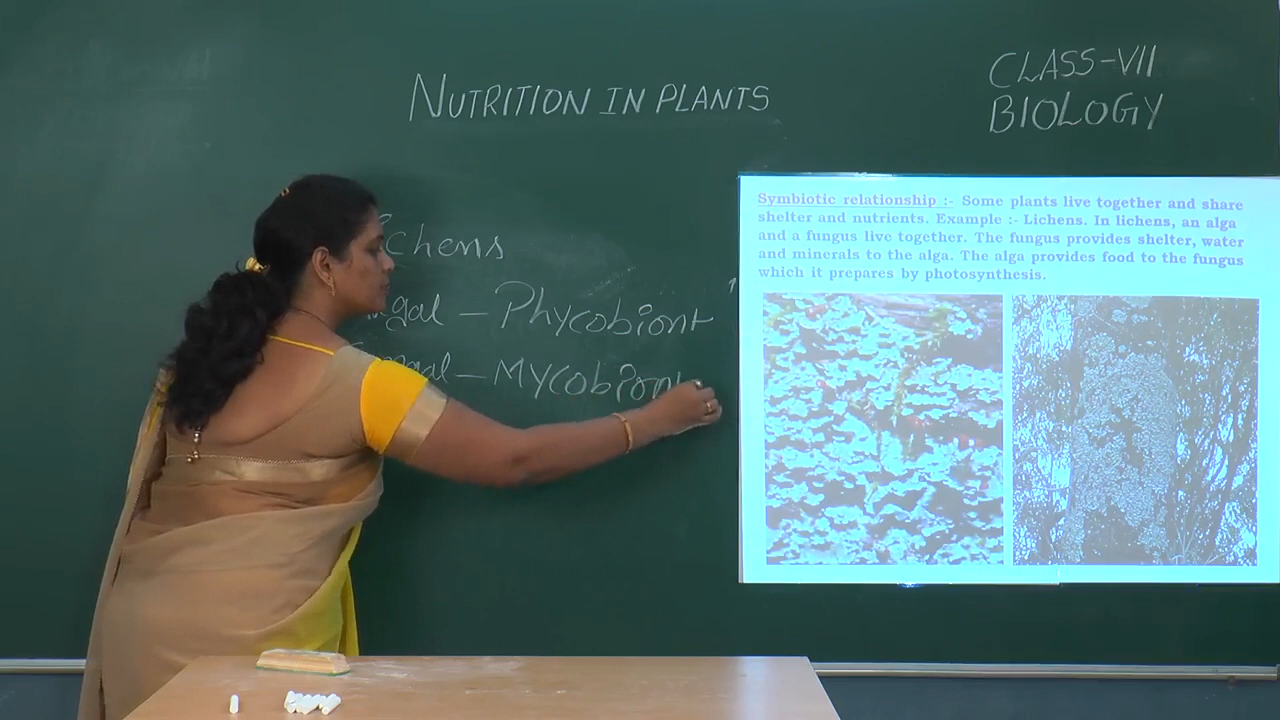 NUTRITION IN PLANTS
CLASS-VII
BIOLOGY
chens
gal - Phycobiont
gal - Mycobiont
Symbiotic relationship :- Some plants live together and share
shelter and nutrients. Example :- Lichens. In lichens, an alga
and a fungus live together. The fungus provides shelter, water
and minerals to the alga. The alga provides food to the fungus
which it prepares by photosynthesis.